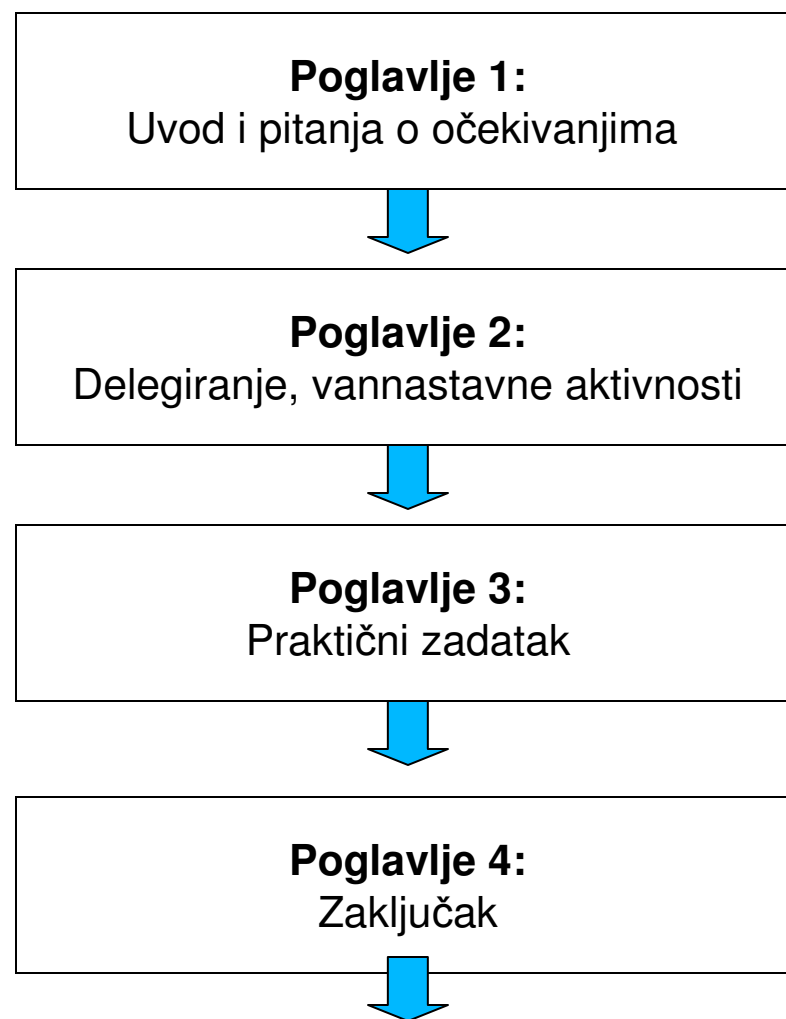 Poglavlje 1:
Uvod i pitanja o očekivanjima
Poglavlje 2:
Delegiranje, vannastavne aktivnosti
Poglavlje 3:
Praktični zadatak
Poglavlje 4:
Zaključak